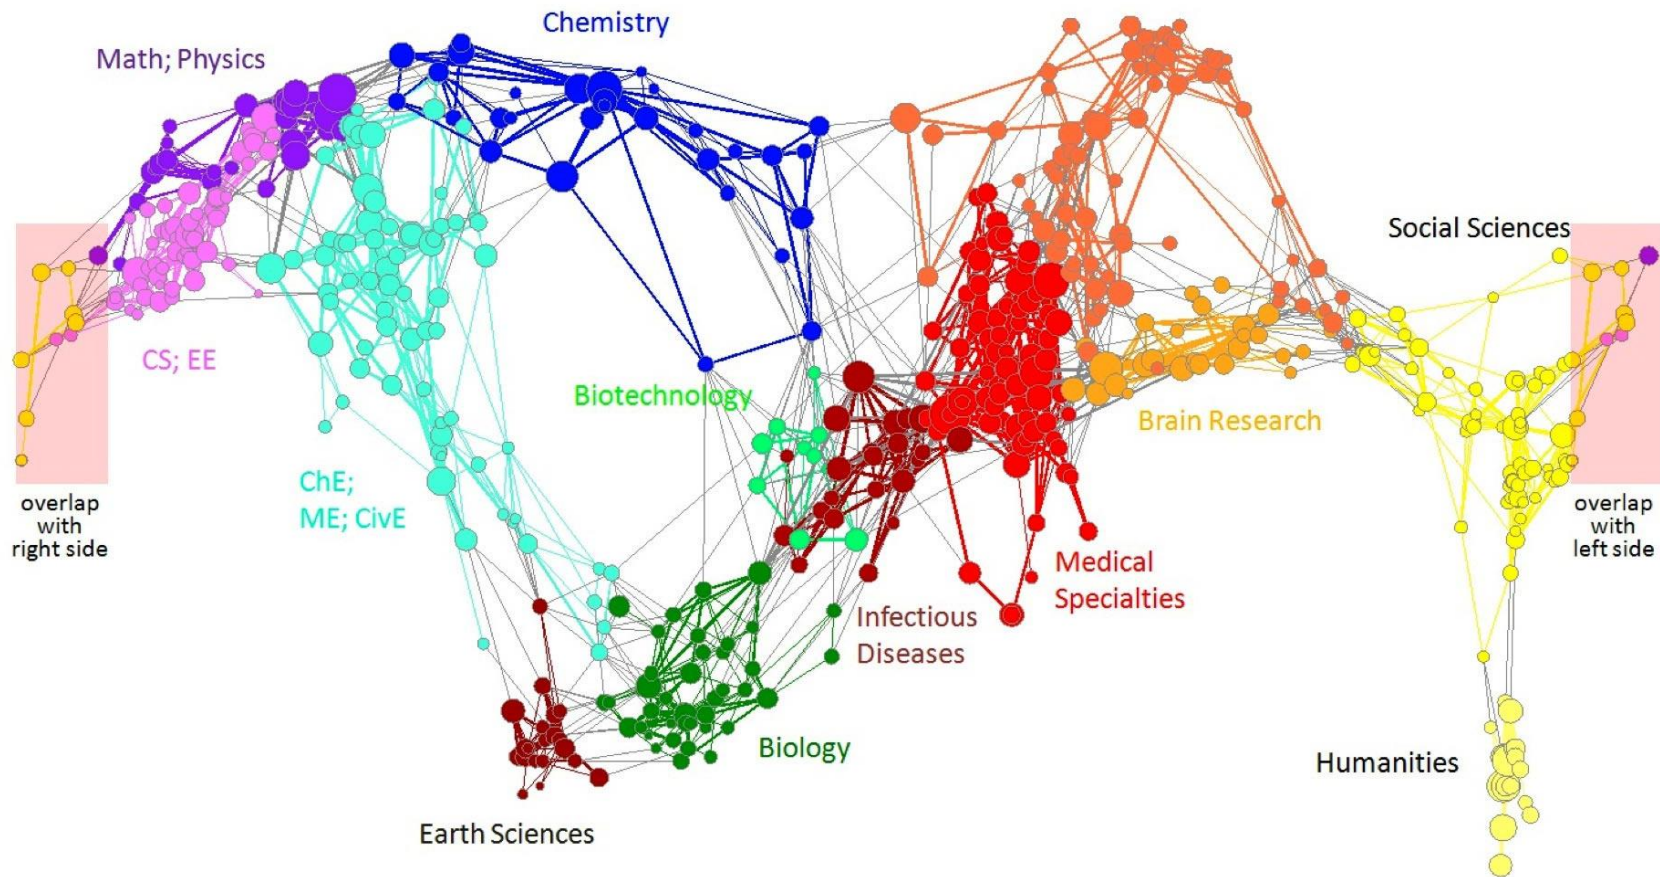 Chemistry
Math; Physics
Social Sciences
CS; EE
Biotechnology
Brain Research
ChE;
ME; CivE
overlap
with
right side
overlap
with
left side
Medical
Specialties
Infectious
Diseases
Biology
Humanities
Earth Sciences